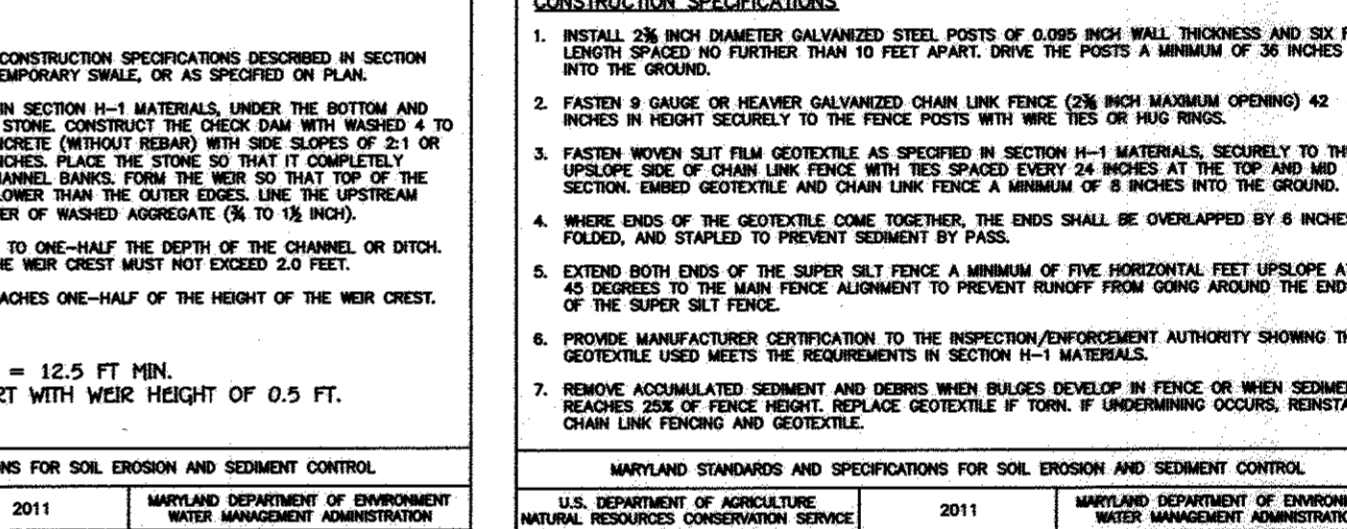 CONSTRUCTION SPECIFICATIONS DESCRIBED IN SECTION
TEMPORARY SWALE, OR AS SPECIFIED ON PLAN.
IN SECTION H-1 MATERIALS, UNDER THE BOTTOM AND
STONE. CONSTRUCT THE CHECK DAM WITH WASHED 4 TO
(WITHOUT REBAR) WITH SIDE SLOPES OF 2:1 OR
PLACE THE STONE SO THAT IT COMPLETELY
BANKS. FORM THE WEIR SO THAT TOP OF THE
THAN THE OUTER EDGES. LINE THE UPSTREAM
OF WASHED AGGREGATE (¾ TO 1½ INCH).
TO ONE-HALF THE DEPTH OF THE CHANNEL OR DITCH.
WEIR CREST MUST NOT EXCEED 2.0 FEET.
ONE-HALF OF THE HEIGHT OF THE WEIR CREST.
= 12.5 FT MIN.
WITH WEIR HEIGHT OF 0.5 FT.
FOR SOIL EROSION AND SEDIMENT CONTROL
2011
MARYLAND DEPARTMENT OF ENVIRONMENT
WATER MANAGEMENT ADMINISTRATION
CONSTRUCTION SPECIFICATIONS
1. INSTALL 2⅜ INCH DIAMETER GALVANIZED STEEL POSTS OF 0.095 INCH WALL THICKNESS AND SIX
LENGTH SPACED NO FURTHER THAN 10 FEET APART. DRIVE THE POSTS A MINIMUM OF 36 INCHES
INTO THE GROUND.
2. FASTEN 9 GAUGE OR HEAVIER GALVANIZED CHAIN LINK FENCE (2⅜ INCH MAXIMUM OPENING) 42
INCHES IN HEIGHT SECURELY TO THE FENCE POSTS WITH WIRE TIES OR HUG RINGS.
3. FASTEN WOVEN SLIT FILM GEOTEXTILE AS SPECIFIED IN SECTION H-1 MATERIALS, SECURELY TO THE
UPSLOPE SIDE OF CHAIN LINK FENCE WITH TIES SPACED EVERY 24 INCHES AT THE TOP AND MID
SECTION. EMBED GEOTEXTILE AND CHAIN LINK FENCE A MINIMUM OF 8 INCHES INTO THE GROUND.
4. WHERE ENDS OF THE GEOTEXTILE COME TOGETHER, THE ENDS SHALL BE OVERLAPPED BY 6 INCHES
FOLDED, AND STAPLED TO PREVENT SEDIMENT BY PASS.
5. EXTEND BOTH ENDS OF THE SUPER SILT FENCE A MINIMUM OF FIVE HORIZONTAL FEET UPSLOPE AT
45 DEGREES TO THE MAIN FENCE ALIGNMENT TO PREVENT RUNOFF FROM GOING AROUND THE END
OF THE SUPER SILT FENCE.
6. PROVIDE MANUFACTURER CERTIFICATION TO THE INSPECTION/ENFORCEMENT AUTHORITY SHOWING
GEOTEXTILE USED MEETS THE REQUIREMENTS IN SECTION H-1 MATERIALS.
7. REMOVE ACCUMULATED SEDIMENT AND DEBRIS WHEN BULGES DEVELOP IN FENCE OR WHEN
REACHES 25% OF FENCE HEIGHT. REPLACE GEOTEXTILE IF TORN. IF UNDERMINING OCCURS,
CHAIN LINK FENCING AND GEOTEXTILE.
MARYLAND STANDARDS AND SPECIFICATIONS FOR SOIL EROSION AND SEDIMENT CONTROL
U.S. DEPARTMENT OF AGRICULTURE
NATURAL RESOURCES CONSERVATION SERVICE
2011
MARYLAND DEPARTMENT OF
WATER MANAGEMENT